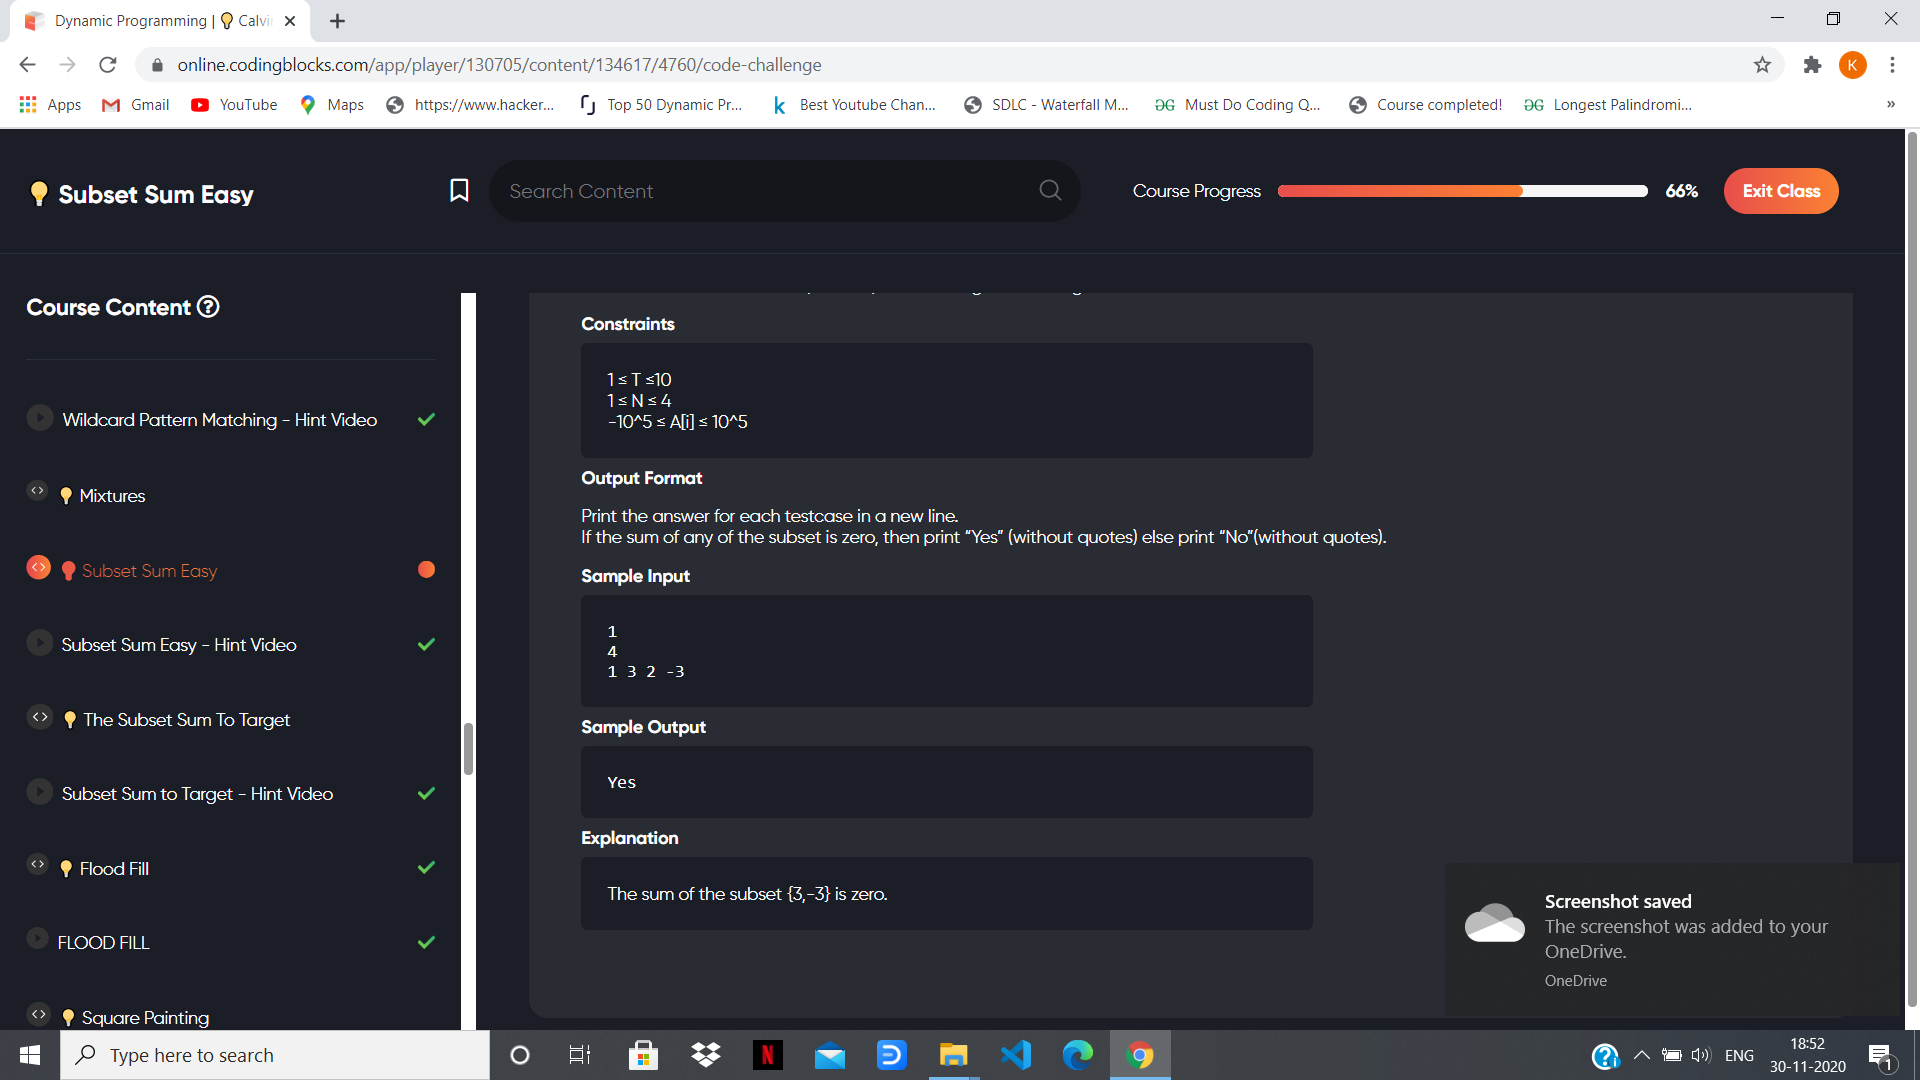 Dynamic Programming | Calvi
online.codingblocks.com/app/player/130705/content/134617/4760/code-challenge
K
Apps Gmail YouTube Maps https://www.hacker... Top 50 Dynamic Pr... Best Youtube Chan... SDLC - Waterfall M... Must Do Coding Q... Course completed! Longest Palindromi... »
Subset Sum Easy
Search Content
Course Progress
66%
Exit Class
Course Content
Wildcard Pattern Matching - Hint Video
Mixtures
Subset Sum Easy
Subset Sum Easy - Hint Video
The Subset Sum To Target
Subset Sum to Target - Hint Video
Flood Fill
FLOOD FILL
Square Painting
Constraints
1 ≤ T ≤10
1 ≤ N ≤ 4
-10^5 ≤ A[i] ≤ 10^5
Output Format
Print the answer for each testcase in a new line.
If the sum of any of the subset is zero, then print “Yes” (without quotes) else print “No”(without quotes).
Sample Input
1
4
1 3 2 -3
Sample Output
Yes
Explanation
The sum of the subset {3,-3} is zero.
Screenshot saved
The screenshot was added to your
OneDrive.
OneDrive
Type here to search
ENG
18:52
30-11-2020
1